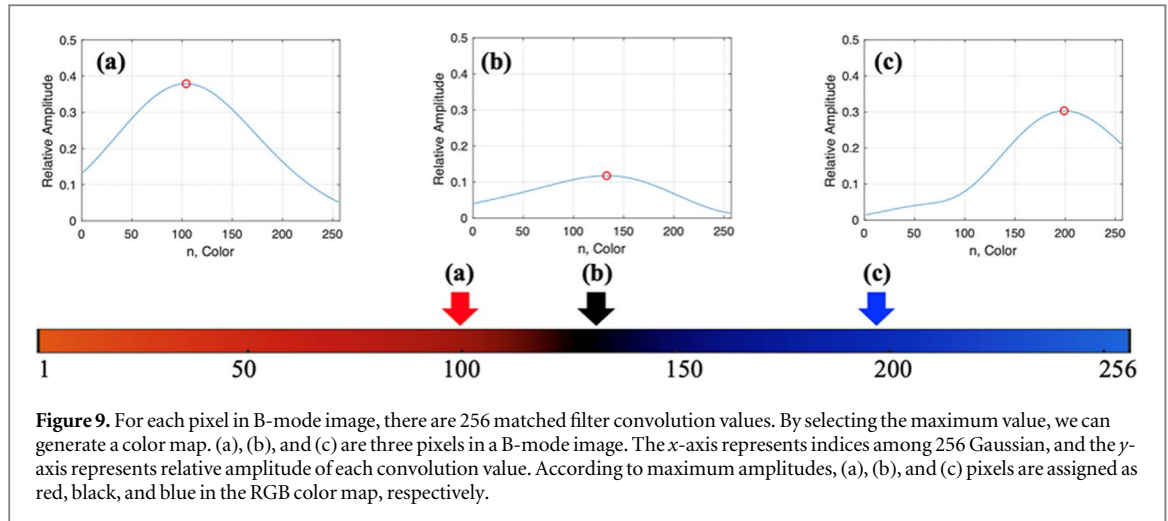 (a)
0.5
0.4
0.3
0.2
0.1
0
Relative Amplitude
0 50 100 150 200 250
n, Color
(b)
0.5
0.4
0.3
0.2
0.1
0
Relative Amplitude
0 50 100 150 200 250
n, Color
(c)
0.5
0.4
0.3
0.2
0.1
0
Relative Amplitude
0 50 100 150 200 250
n, Color
(a) (b) (c)
1 50 100 150 200 256
Figure 9. For each pixel in B-mode image, there are 256 matched filter convolution values. By selecting the maximum value, we can
generate a color map. (a), (b), and (c) are three pixels in a B-mode image. The x-axis represents indices among 256 Gaussian, and the y-
axis represents relative amplitude of each convolution value. According to maximum amplitudes, (a), (b), and (c) pixels are assigned as
red, black, and blue in the RGB color map, respectively.